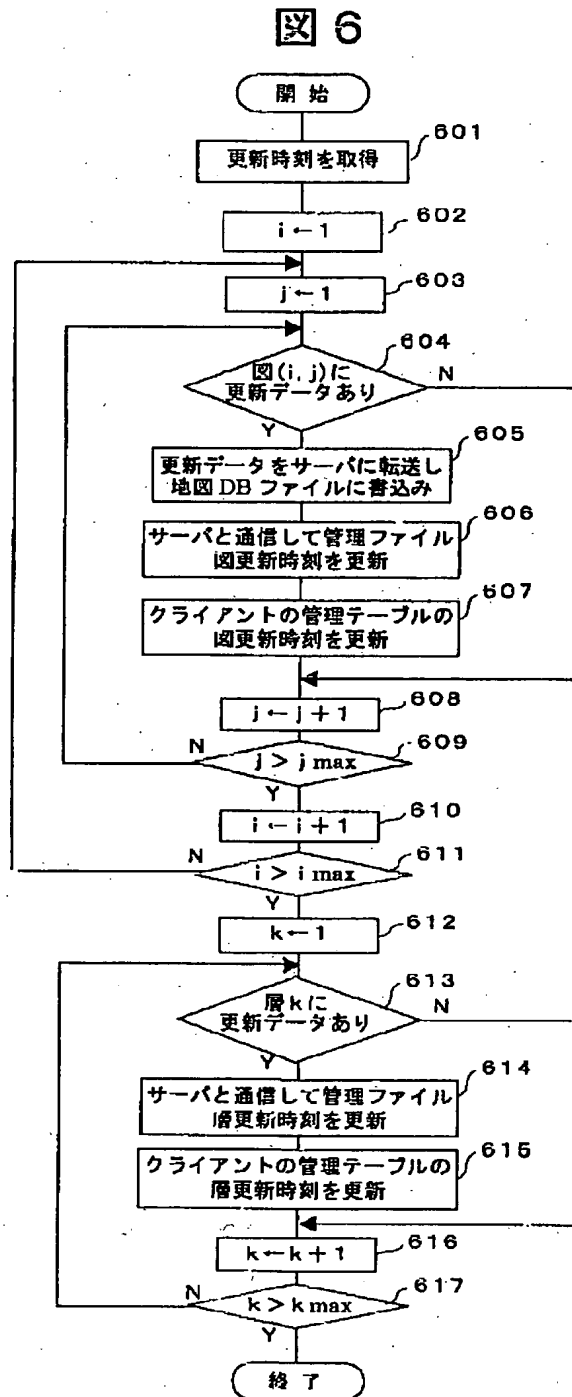 図6
開始
601
更新時刻を取得
602
i ← 1
603
j ← 1
604
図(i, j)に
更新データあり
N
Y
605
更新データをサーバに転送し
地図DBファイルに書込み
606
サーバと通信して管理ファイル
図更新時刻を更新
607
クライアントの管理テーブルの
図更新時刻を更新
608
j ← j + 1
609
N
j > j max
Y
610
i ← i + 1
611
N
i > i max
Y
612
k ← 1
613
層kに
更新データあり
N
Y
614
サーバと通信して管理ファイル
層更新時刻を更新
615
クライアントの管理テーブルの
層更新時刻を更新
616
k ← k + 1
617
N
k > k max
Y
終了